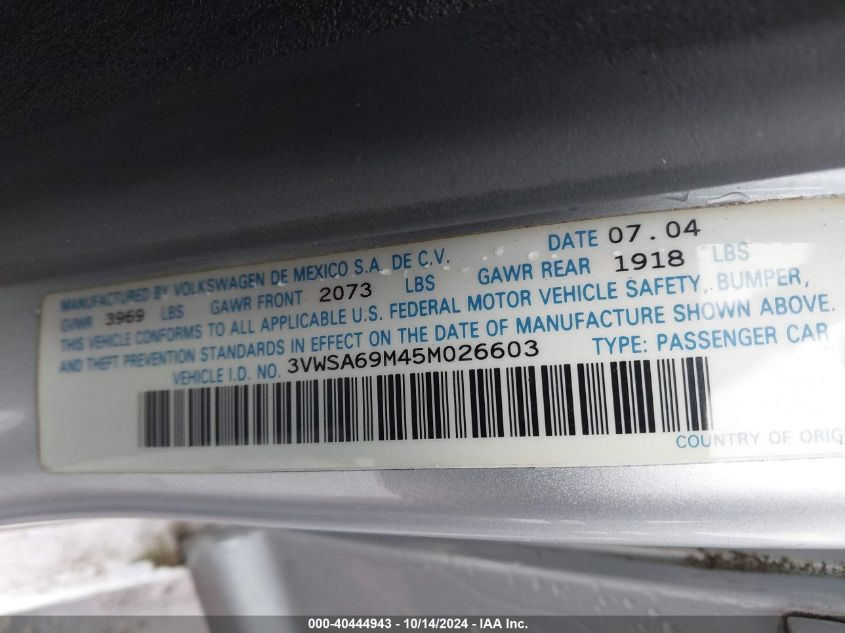 MANUFACTURED BY VOLKSWAGEN DE MEXICO S.A. DE C.V. DATE 07.04
GVWR 3969 LBS GAWR FRONT 2073 LBS GAWR REAR 1918 LBS
THIS VEHICLE CONFORMS TO ALL APPLICABLE U.S. FEDERAL MOTOR VEHICLE SAFETY, BUMPER,
AND THEFT PREVENTION STANDARDS IN EFFECT ON THE DATE OF MANUFACTURE SHOWN ABOVE.
VEHICLE I.D. NO. 3VWSA69M45M026603 TYPE: PASSENGER CAR
COUNTRY OF ORIG
000-40444943 - 10/14/2024 - IAA Inc.